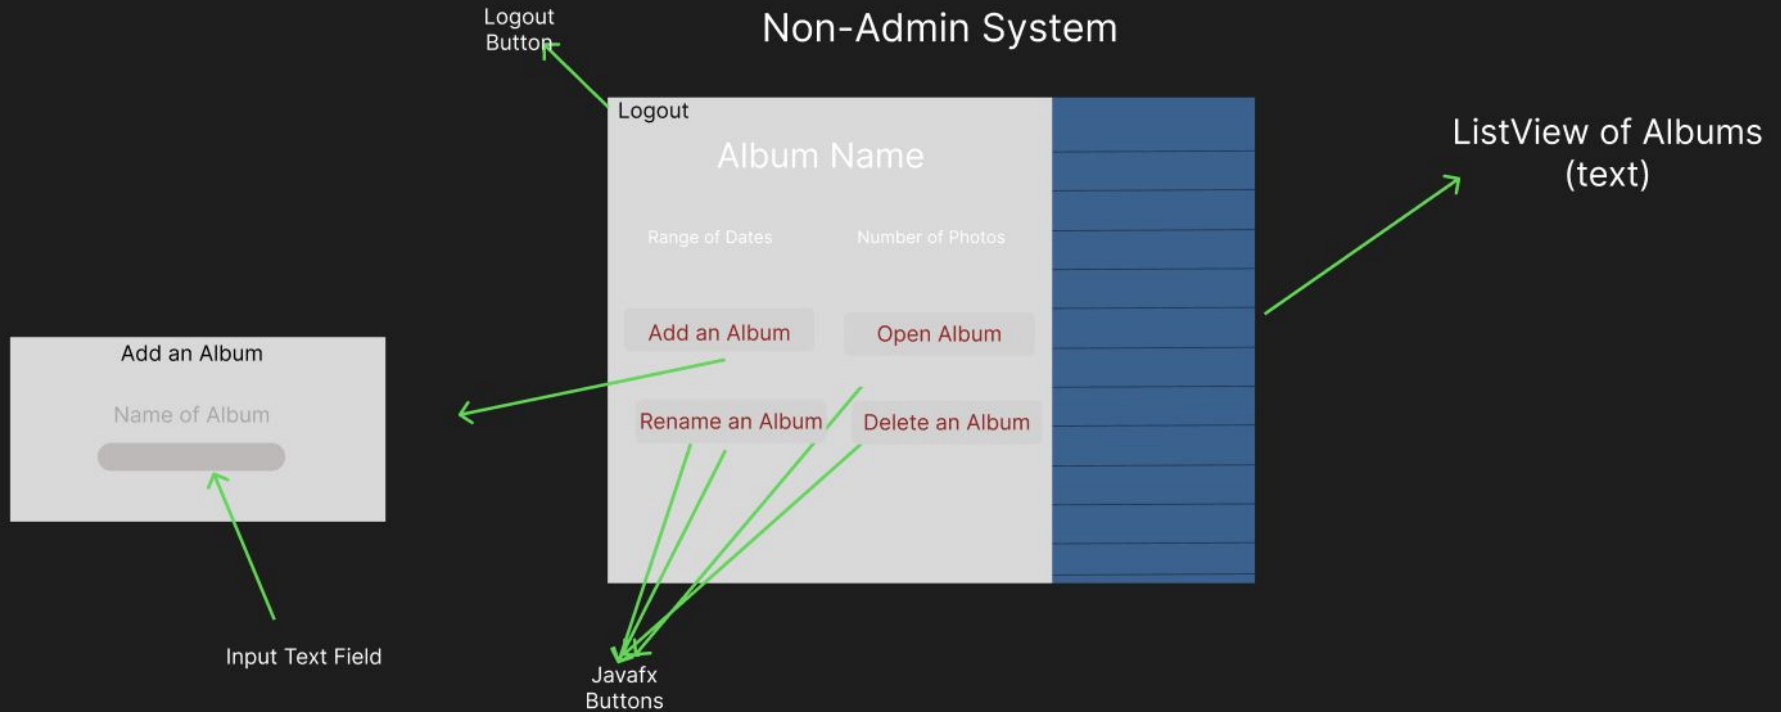 Logout
Button
Non-Admin System
Logout
Album Name
ListView of Albums
(text)
Range of Dates
Number of Photos
Add an Album
Open Album
Add an Album
Name of Album
Rename an Album
Delete an Album
Input Text Field
Javafx
Buttons